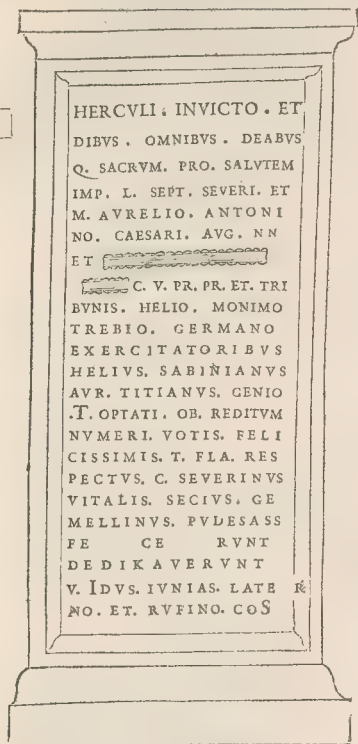 HERCVLI. INVICTO. ET
DIBVS. OMNIBVS. DEABVS
Q. SACRVM. PRO. SALVTEM
IMP. L. SEPT. SEVERI. ET
M. AVRELIO. ANTONI
NO. CAESARI. AVG. NN
ET
C. V. PR. PR. ET. TRI
BVNIS. HELIO. MONIMO
TREBIO. GERMANO
EXERCITATORIBVS
HELIVS. SABINIANVS
AVR. TITIANVS. GENIO
.T. OPTATI. OB. REDITVM
NVMERI. VOTIS. FELI
CISSIMIS. T. FLA. RES
PECTVS. C. SEVERINVS
VITALIS. SECIVS. GE
MELLINVS. PVDESASS
FE CE RVNT
DEDIKAVERVNT
V. IDVS. IVNIAS. LATE R
NO. ET. RVFINO. COS